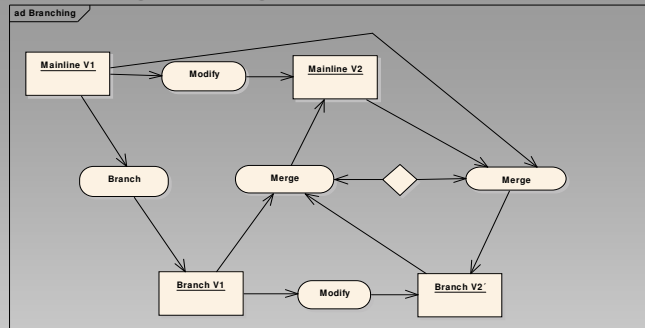 ad Branching
Mainline V1
Modify
Mainline V2
Branch
Merge
Merge
Branch V1
Modify
Branch V2´